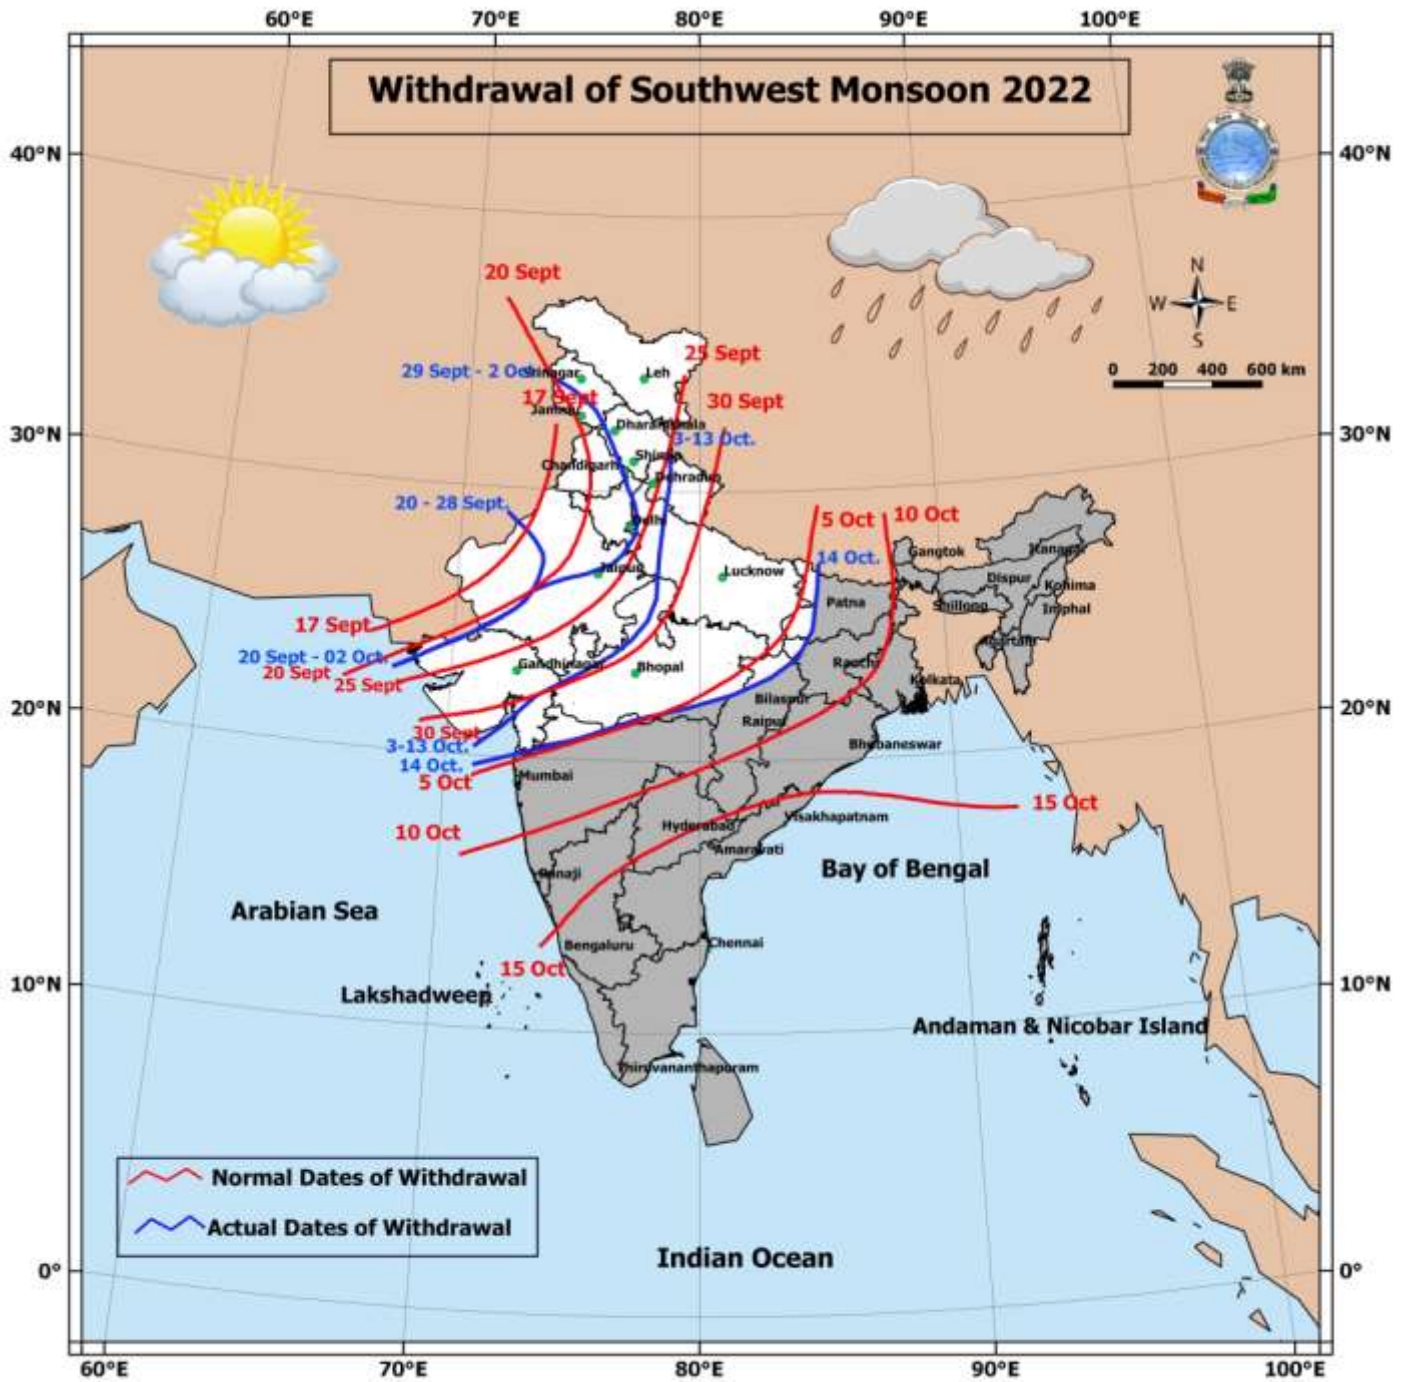 60°E 70°E 80°E 90°E 100°E
Withdrawal of Southwest Monsoon 2022
40°N 40°N
N
W E
S
20 Sept
0 200 400 600 km
25 Sept
29 Sept - 2 Oct
Srinagar
Leh
17 Sept
30 Sept
Jammu
Dharamshala
30°N 30°N
3-13 Oct.
Shimla
Chandigarh
Dehradun
20 - 28 Sept.
5 Oct
10 Oct
Delhi
Gangtok
Itanagar
14 Oct.
Jaipur
Lucknow
Dispur
Kohima
Patna
Shillong
Imphal
17 Sept
Agartala
20 Sept - 02 Oct.
20 Sept
25 Sept
Gandhinagar
Bhopal
Ranchi
Kolkata
Bilaspur
20°N 20°N
Raipur
30 Sept
3-13 Oct.
Bhubaneswar
14 Oct.
5 Oct
Mumbai
15 Oct
10 Oct
Hyderabad
Visakhapatnam
Amaravati
Panaji
Bay of Bengal
Arabian Sea
Bengaluru
Chennai
15 Oct
10°N 10°N
Lakshadweep
Andaman & Nicobar Island
Thiruvananthapuram
Normal Dates of Withdrawal
Actual Dates of Withdrawal
Indian Ocean
0° 0°
60°E 70°E 80°E 90°E 100°E